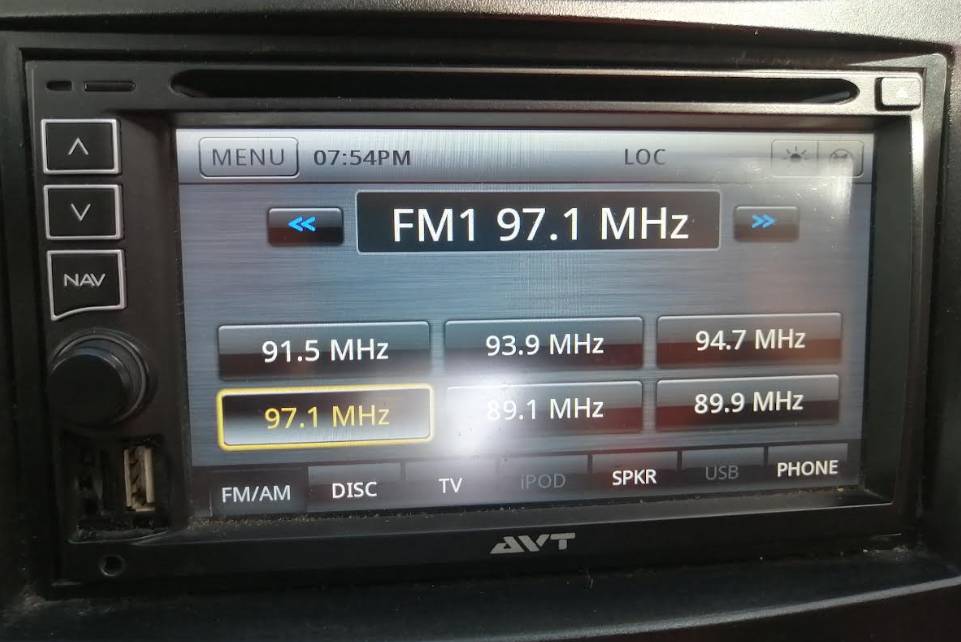 MENU 07:54PM LOC
FM1 97.1 MHz
NAV
91.5 MHz 93.9 MHz 94.7 MHz
97.1 MHz 89.1 MHz 89.9 MHz
FM/AM DISC TV iPOD SPKR USB PHONE
AVT